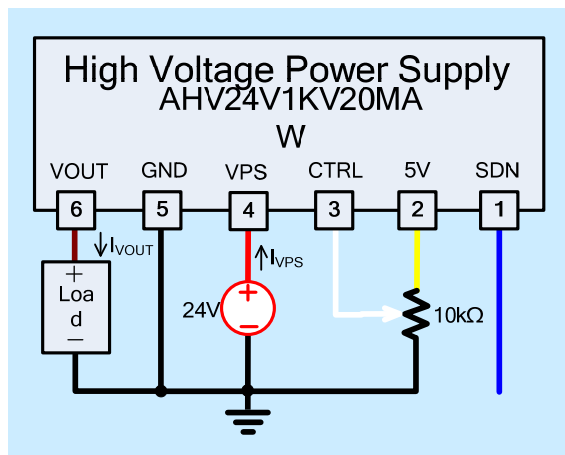 High Voltage Power Supply
AHV24V1KV20MA
W
VOUT GND VPS CTRL 5V SDN
6 5 4 3 2 1
↓IVOUT ↑IVPS
+ +
Loa
d
24V 10kΩ
− −